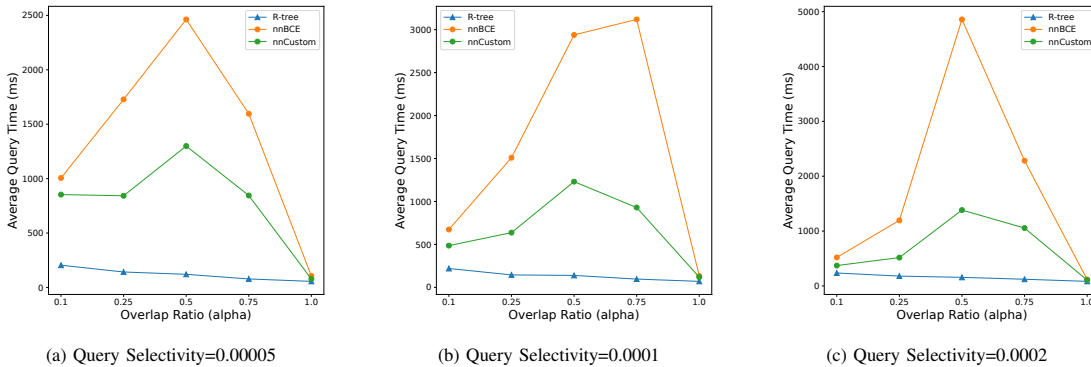 R-tree
nnBCE
nnCustom
2500
2000
1500
1000
500
0
Average Query Time (ms)
0.1 0.25 0.5 0.75 1.0
Overlap Ratio (alpha)
(a) Query Selectivity=0.00005
R-tree
nnBCE
nnCustom
3000
2500
2000
1500
1000
500
0
Average Query Time (ms)
0.1 0.25 0.5 0.75 1.0
Overlap Ratio (alpha)
(b) Query Selectivity=0.0001
R-tree
nnBCE
nnCustom
5000
4000
3000
2000
1000
0
Average Query Time (ms)
0.1 0.25 0.5 0.75 1.0
Overlap Ratio (alpha)
(c) Query Selectivity=0.0002